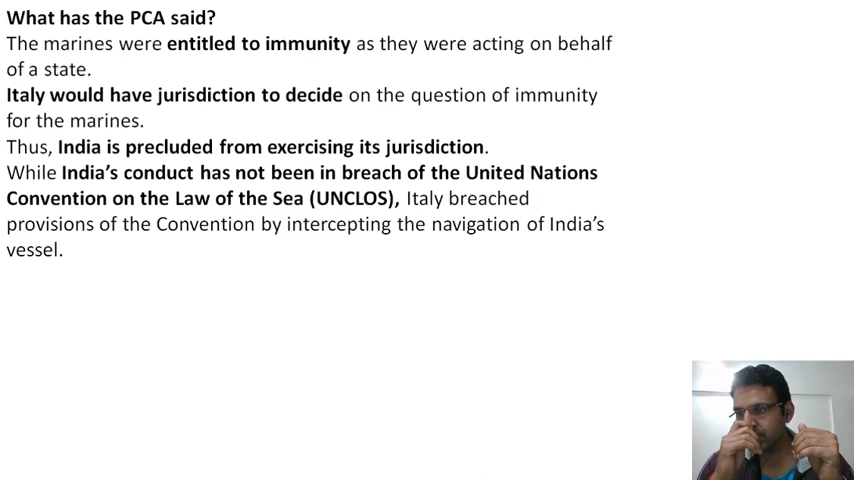 What has the PCA said?
The marines were entitled to immunity as they were acting on behalf
of a state.
Italy would have jurisdiction to decide on the question of immunity
for the marines.
Thus, India is precluded from exercising its jurisdiction.
While India’s conduct has not been in breach of the United Nations
Convention on the Law of the Sea (UNCLOS), Italy breached
provisions of the Convention by intercepting the navigation of India’s
vessel.